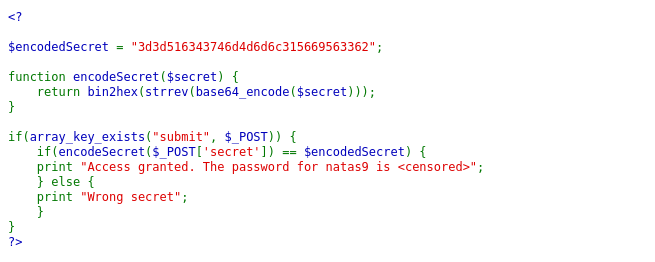 <?
$encodedSecret = "3d3d516343746d4d6d6c315669563362";
function encodeSecret($secret) {
    return bin2hex(strrev(base64_encode($secret)));
}
if(array_key_exists("submit", $_POST)) {
    if(encodeSecret($_POST['secret']) == $encodedSecret) {
    print "Access granted. The password for natas9 is <censored>";
    } else {
    print "Wrong secret";
    }
}
?>